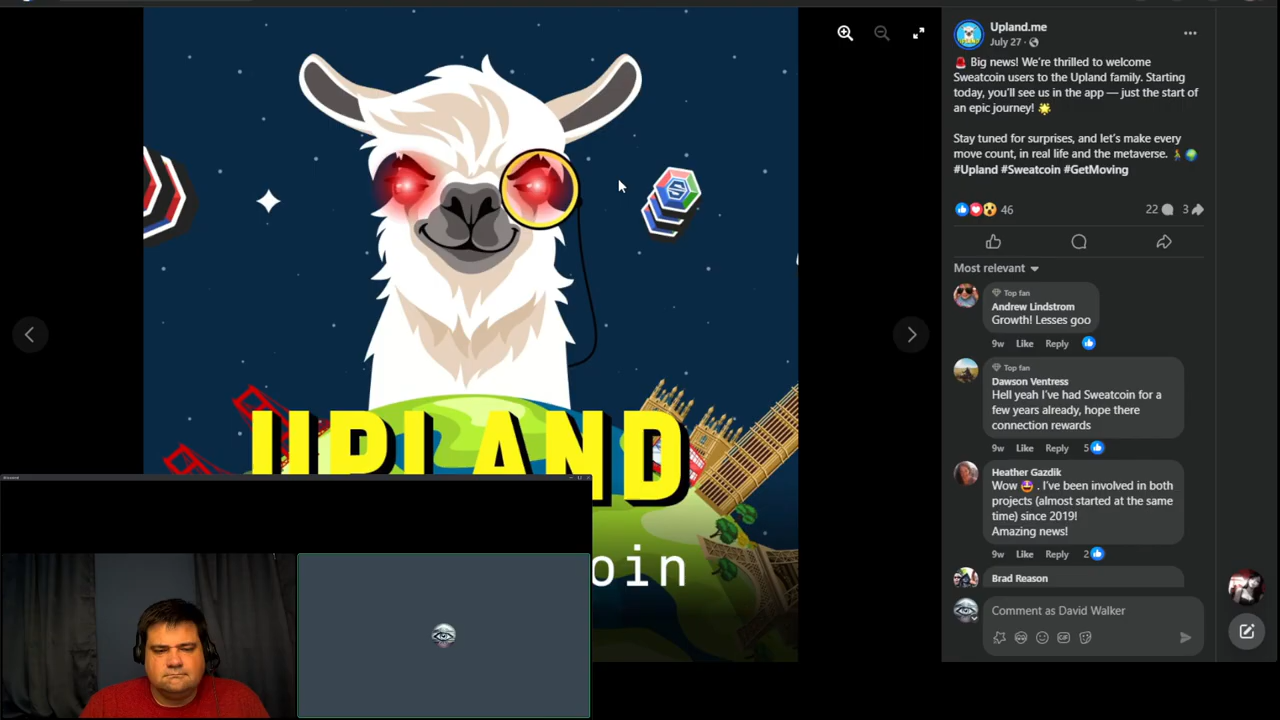 UPLAND
oin
Upland.me
July 27
Big news! We're thrilled to welcome
Sweatcoin users to the Upland family. Starting
today, you'll see us in the app — just the start of
an epic journey!
Stay tuned for surprises, and let's make every
move count, in real life and the metaverse.
#Upland #Sweatcoin #GetMoving
46
22
3
Most relevant
Top fan
Andrew Lindstrom
Growth! Lesses goo
9w Like Reply
Top fan
Dawson Ventress
Hell yeah I've had Sweatcoin for a
few years already, hope there
connection rewards
9w Like Reply 5
Heather Gazdik
Wow . I've been involved in both
projects (almost started at the same
time) since 2019!
Amazing news!
9w Like Reply 2
Brad Reason
Comment as David Walker
GIF